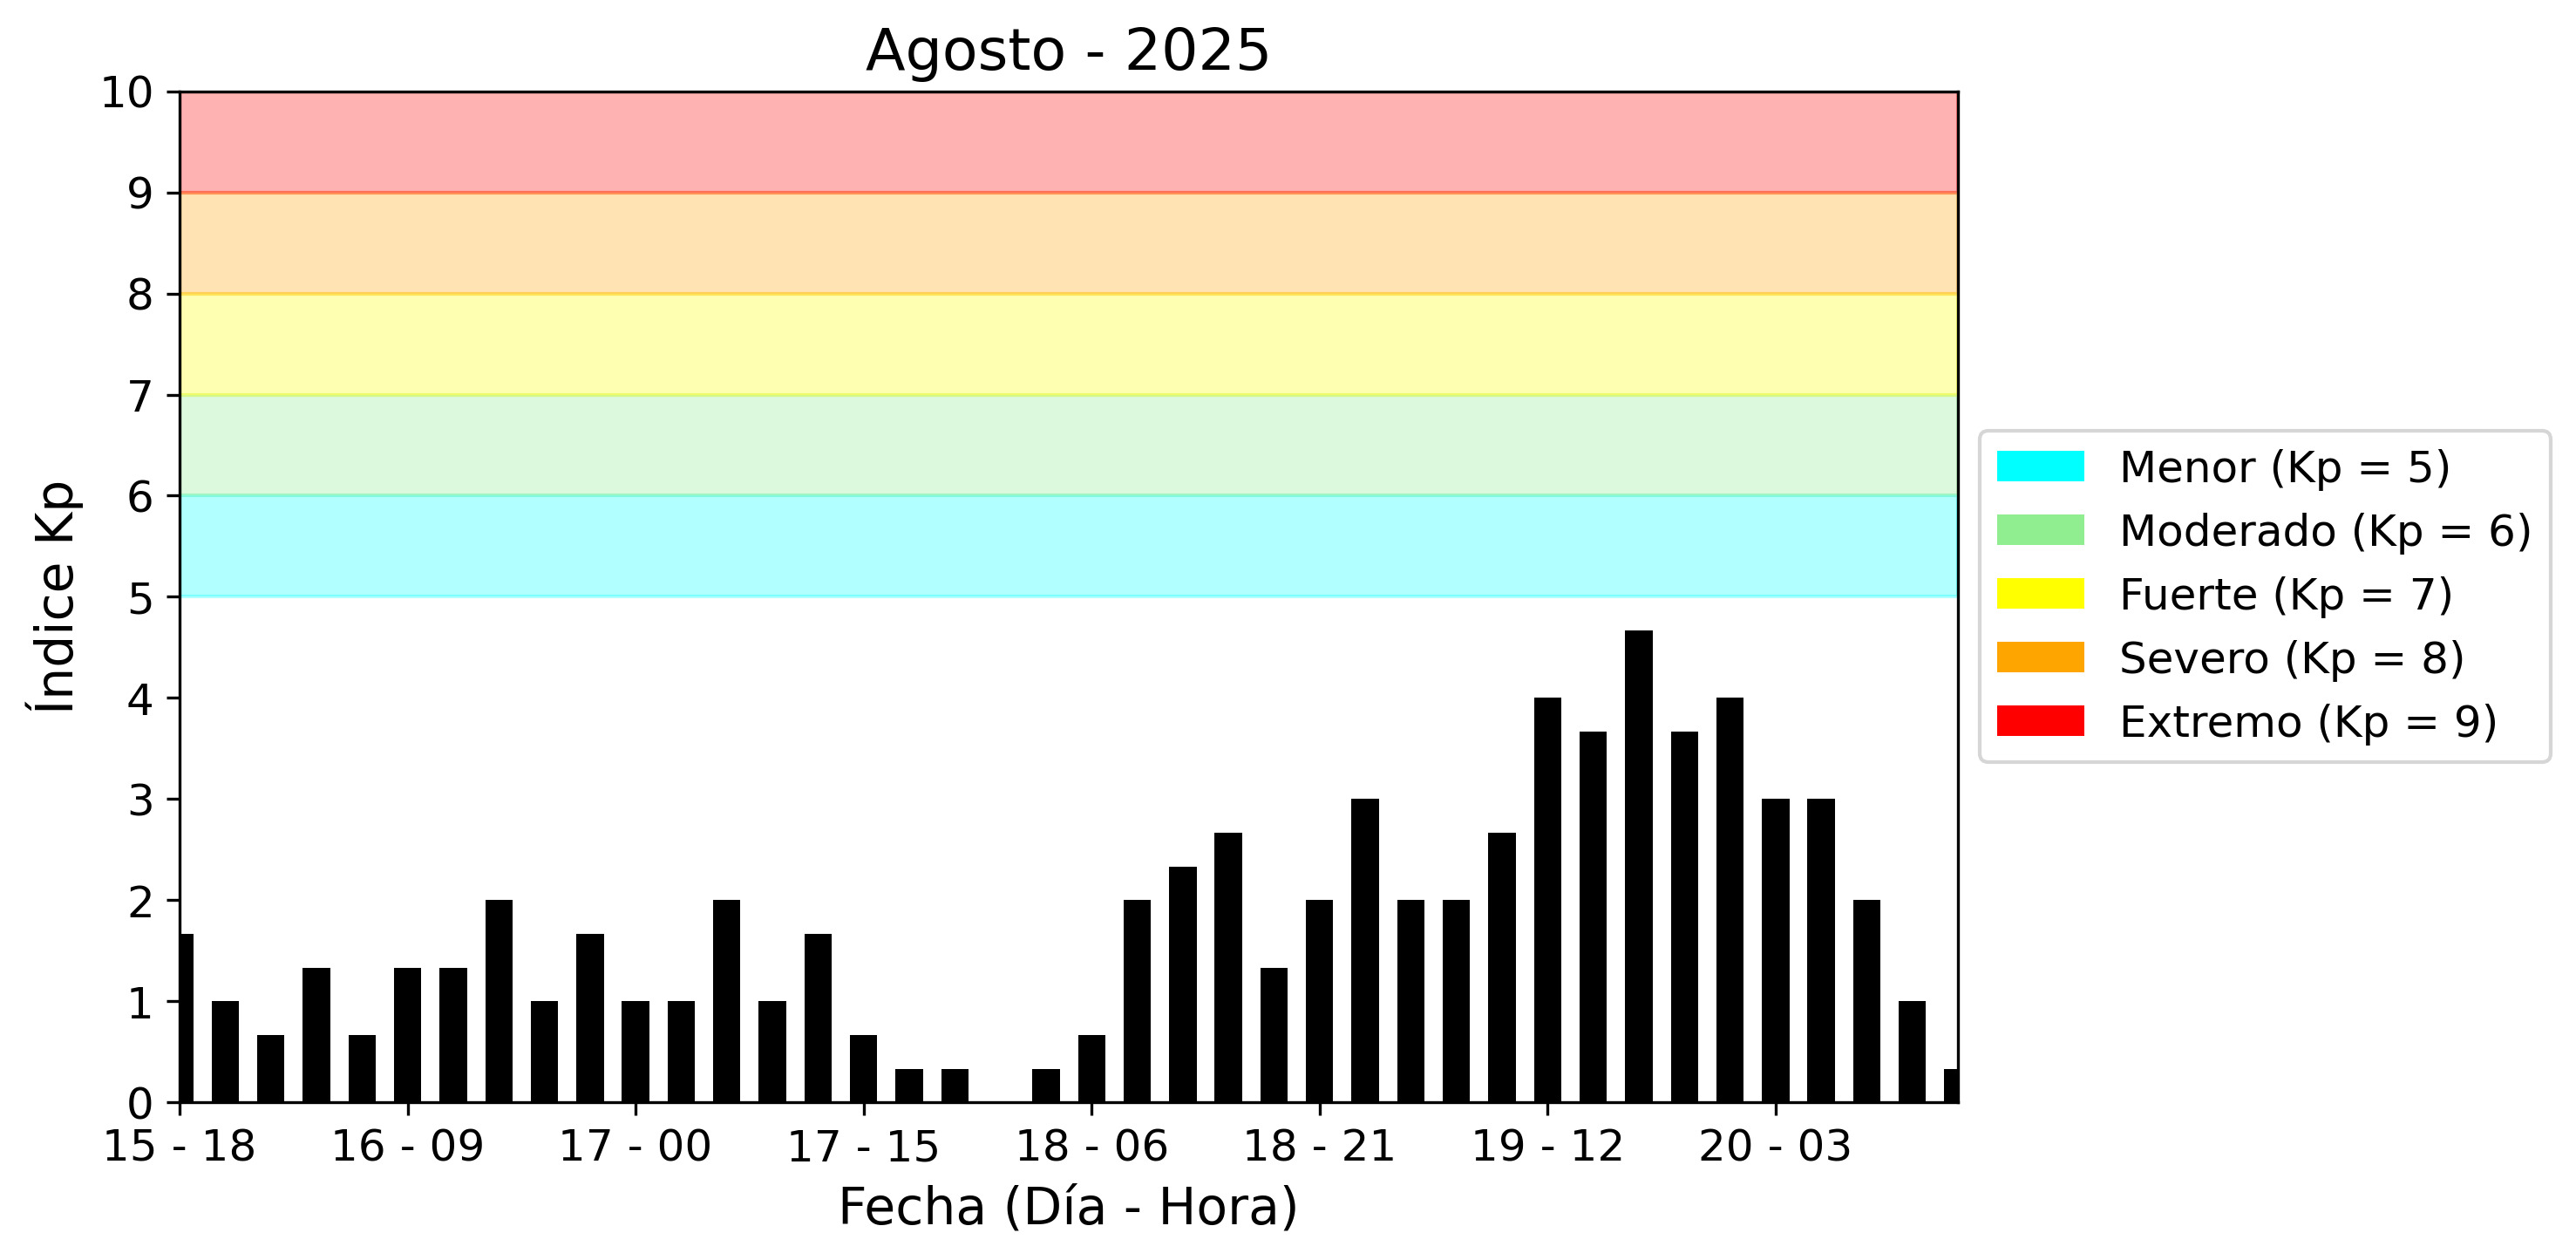 Agosto - 2025
Índice Kp
10
9
8
7
6
5
4
3
2
1
0
15 - 18
16 - 09
17 - 00
17 - 15
18 - 06
18 - 21
19 - 12
20 - 03
Fecha (Día - Hora)
Menor (Kp = 5)
Moderado (Kp = 6)
Fuerte (Kp = 7)
Severo (Kp = 8)
Extremo (Kp = 9)